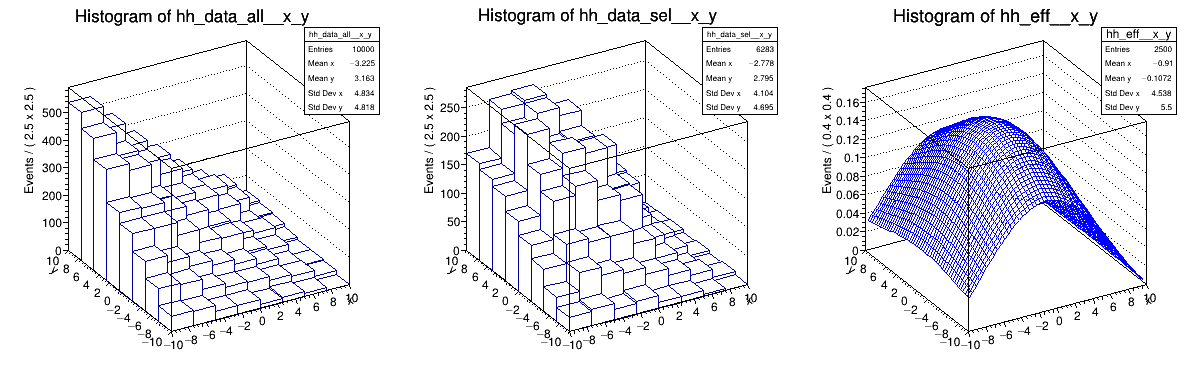 Histogram of hh_data_all__x_y
hh_data_all__x_y
Entries 10000
Mean x −3.225
Mean y 3.163
Std Dev x 4.834
Std Dev y 4.818
Events / ( 2.5 x 2.5 )
500
400
300
200
100
0
10
8
6
4
2
0
−2
−4
−6
−8
−10
y
−10 −8 −6 −4 −2 0 2 4 6 8 10
x
Histogram of hh_data_sel__x_y
hh_data_sel__x_y
Entries 6283
Mean x −2.778
Mean y 2.795
Std Dev x 4.104
Std Dev y 4.695
Events / ( 2.5 x 2.5 )
250
200
150
100
50
0
10
8
6
4
2
0
−2
−4
−6
−8
−10
y
−10 −8 −6 −4 −2 0 2 4 6 8 10
x
Histogram of hh_eff__x_y
hh_eff__x_y
Entries 2500
Mean x −0.91
Mean y −0.1072
Std Dev x 4.538
Std Dev y 5.5
Events / ( 0.4 x 0.4 )
0.16
0.14
0.12
0.1
0.08
0.06
0.04
0.02
0
10
8
6
4
2
0
−2
−4
−6
−8
−10
y
−10 −8 −6 −4 −2 0 2 4 6 8 10
x